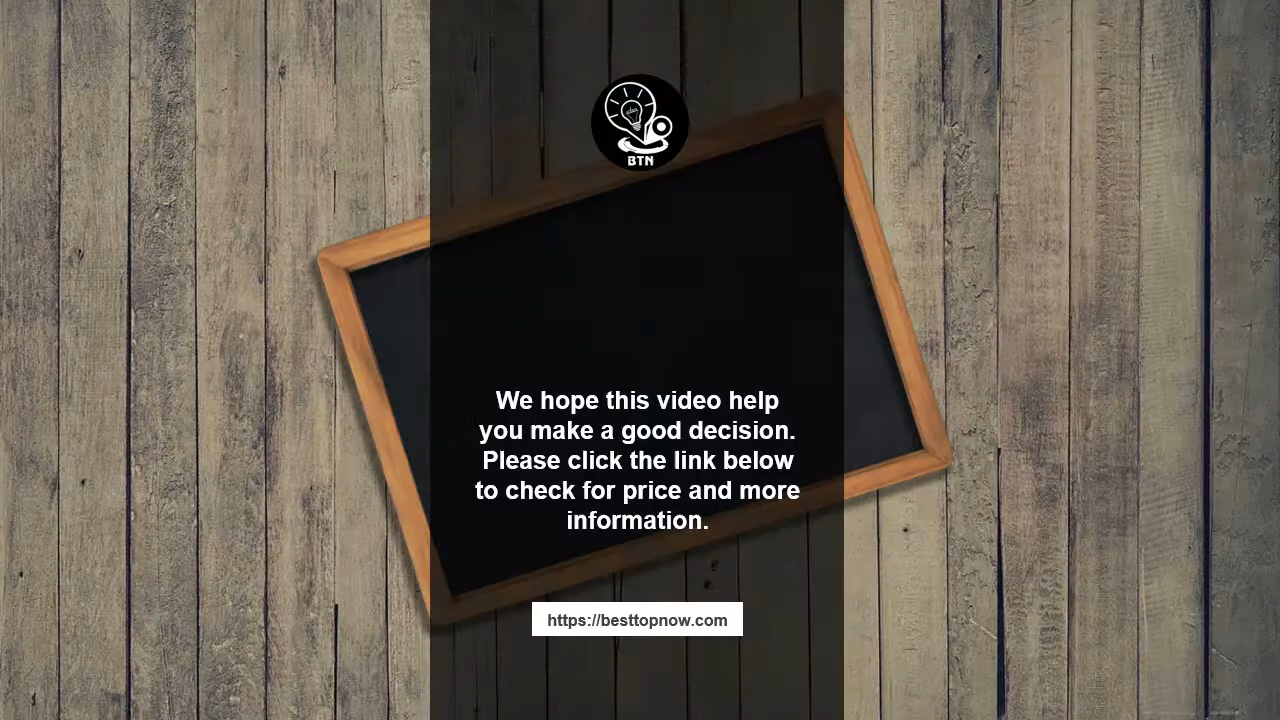 BTN
We hope this video help
you make a good decision.
Please click the link below
to check for price and more
information.
https://besttopnow.com